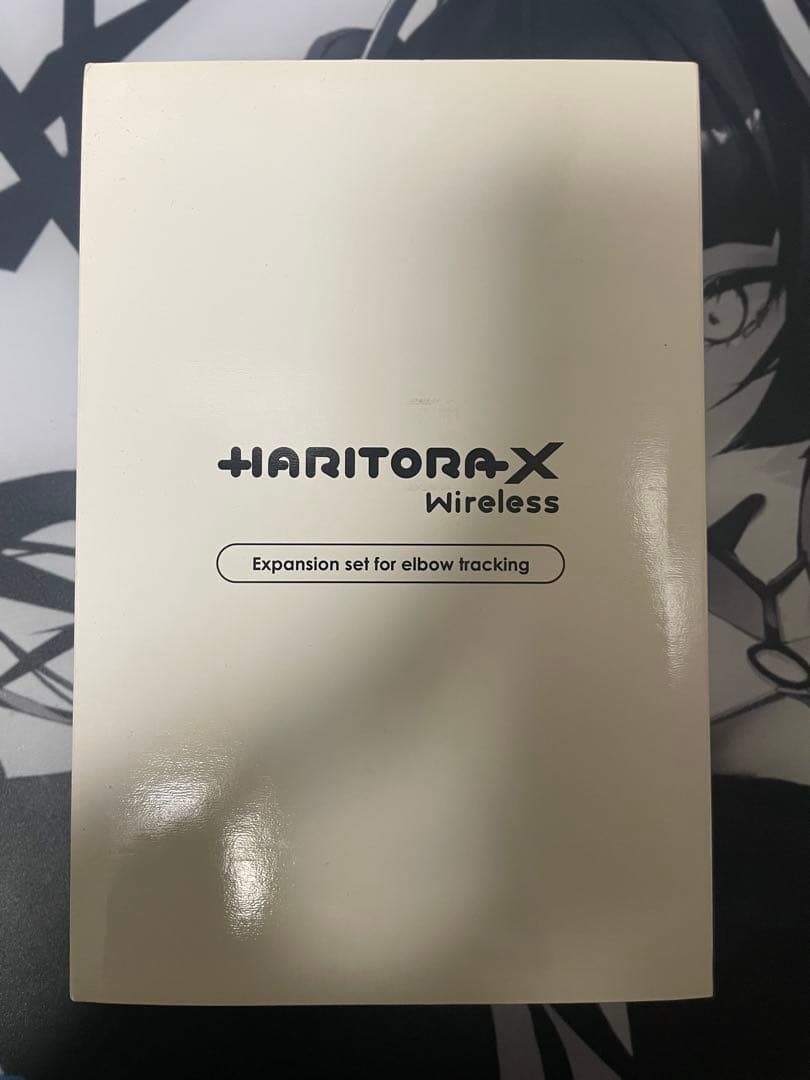 HARITORAX
Wireless
Expansion set for elbow tracking